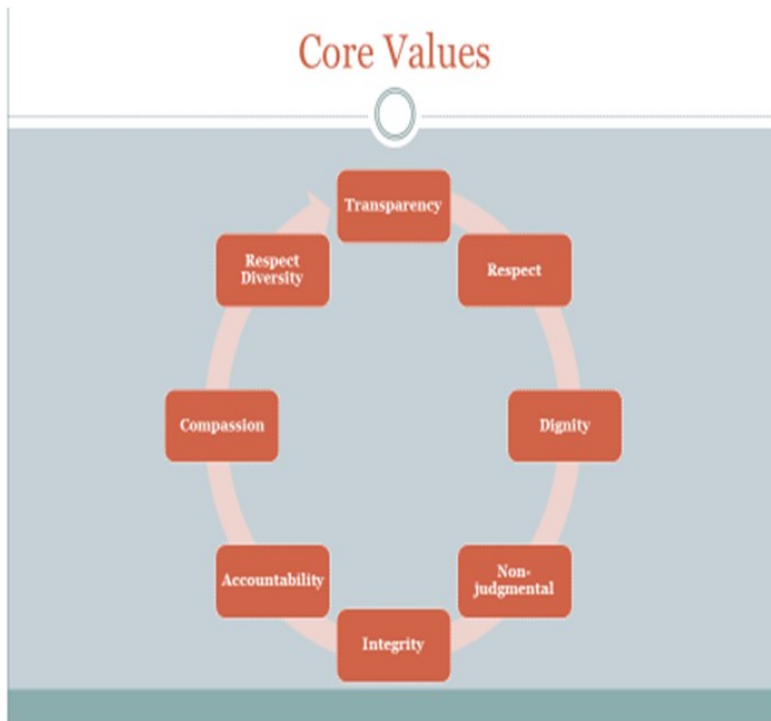 Core Values
Transparency
Respect
Dignity
Non-
judgmental
Integrity
Accountability
Compassion
Respect
Diversity